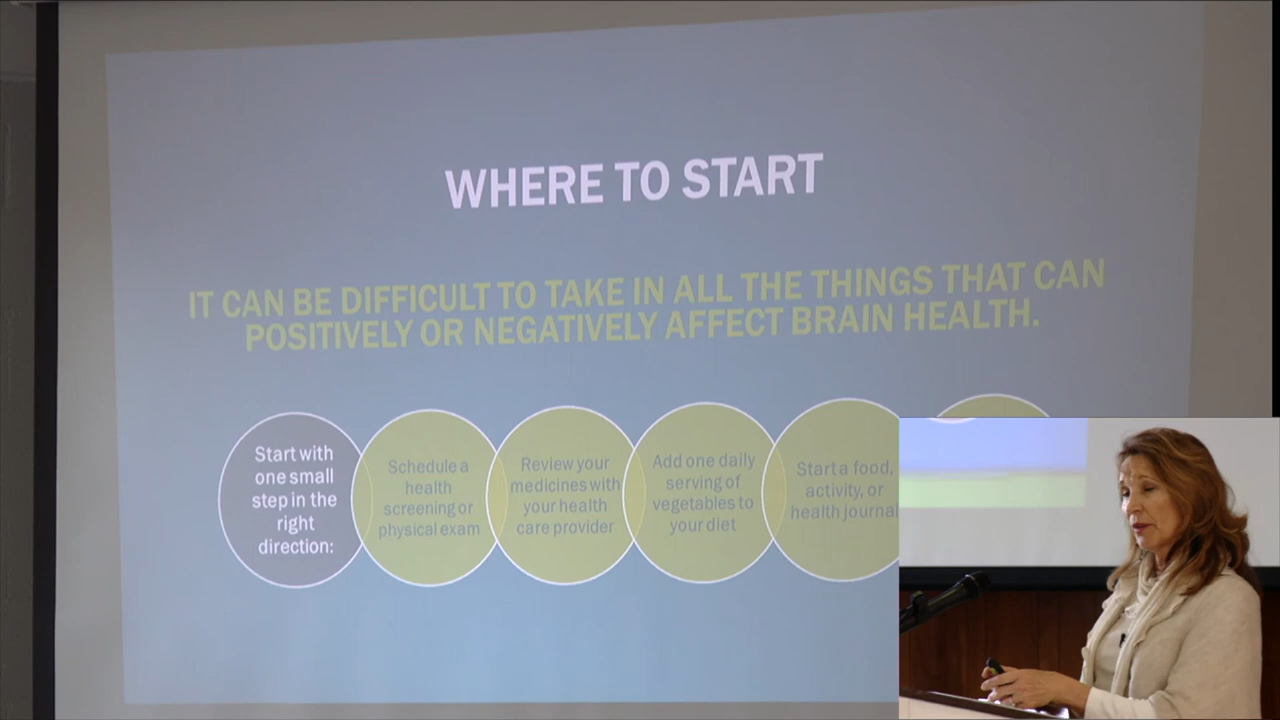 WHERE TO START
IT CAN BE DIFFICULT TO TAKE IN ALL THE THINGS THAT CAN
POSITIVELY OR NEGATIVELY AFFECT BRAIN HEALTH.
Start with
one small
step in the
right
direction:
Schedule a
health
screening or
physical exam
Review your
medicines with
your health
care provider
Add one daily
serving of
vegetables to
your diet
Start a food,
activity, or
health journal